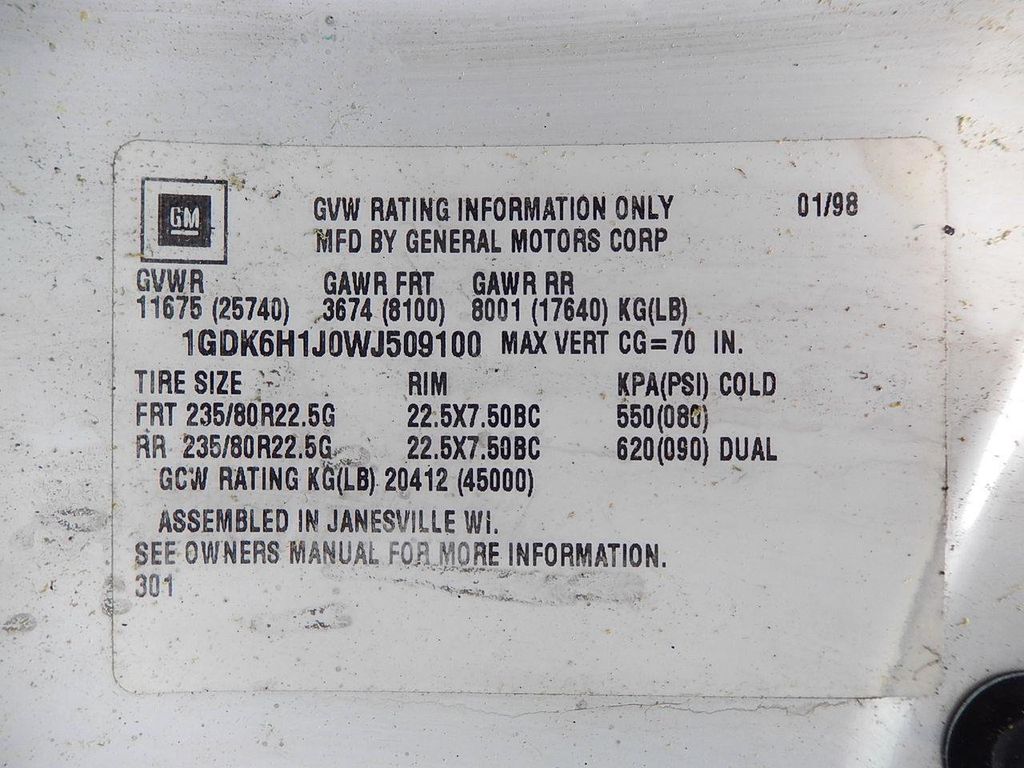 GM
GVW RATING INFORMATION ONLY 01/98
MFD BY GENERAL MOTORS CORP
GVWR GAWR FRT GAWR RR
11675 (25740) 3674 (8100) 8001 (17640) KG(LB)
1GDK6H1J0WJ509100 MAX VERT CG=70 IN.
TIRE SIZE RIM KPA(PSI) COLD
FRT 235/80R22.5G 22.5X7.50BC 550(080)
RR 235/80R22.5G 22.5X7.50BC 620(090) DUAL
GCW RATING KG(LB) 20412 (45000)
ASSEMBLED IN JANESVILLE WI.
SEE OWNERS MANUAL FOR MORE INFORMATION.
301